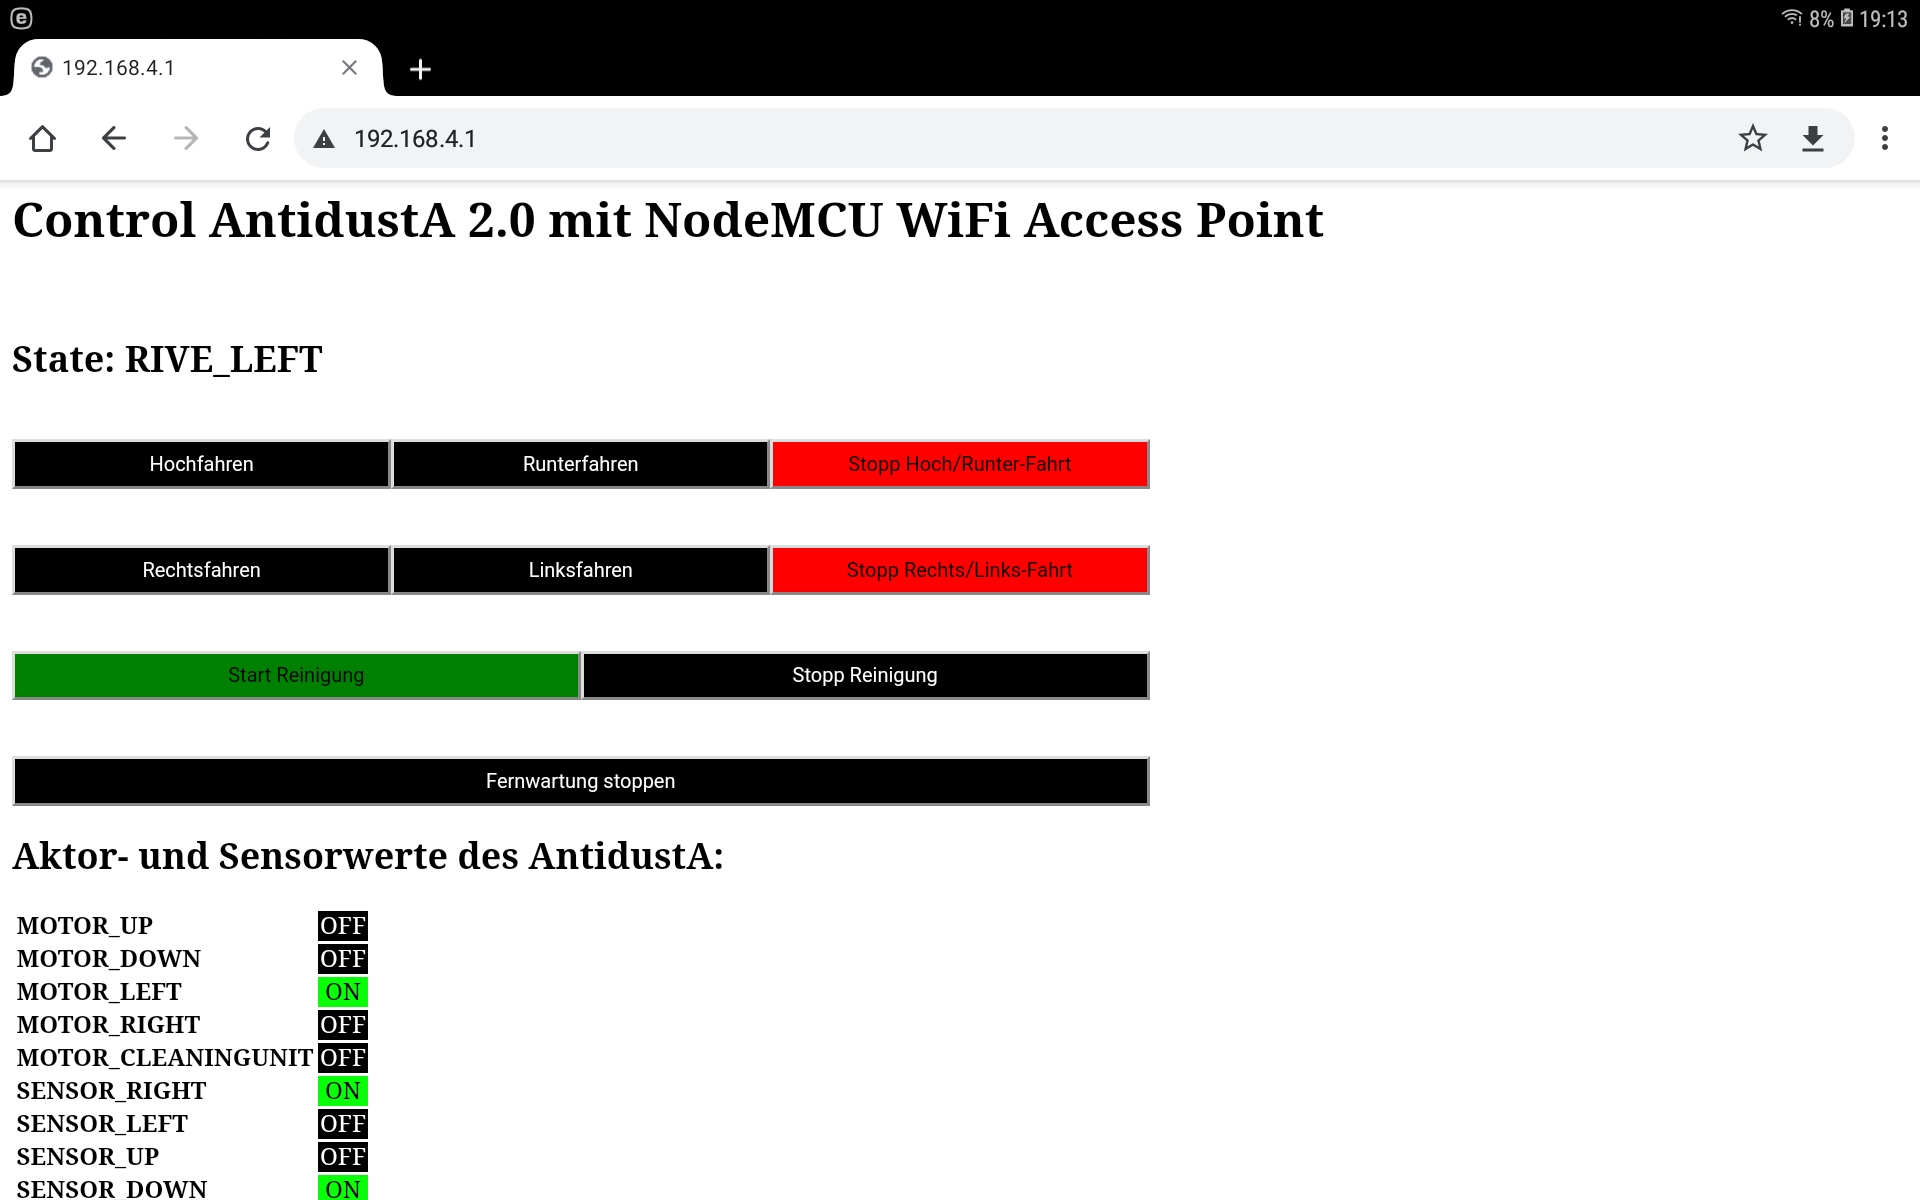 8% 19:13
192.168.4.1
192.168.4.1
Control AntidustA 2.0 mit NodeMCU WiFi Access Point
State: RIVE_LEFT
Hochfahren Runterfahren Stopp Hoch/Runter-Fahrt
Rechtsfahren Linksfahren Stopp Rechts/Links-Fahrt
Start Reinigung Stopp Reinigung
Fernwartung stoppen
Aktor- und Sensorwerte des AntidustA:
MOTOR_UP OFF
MOTOR_DOWN OFF
MOTOR_LEFT ON
MOTOR_RIGHT OFF
MOTOR_CLEANINGUNIT OFF
SENSOR_RIGHT ON
SENSOR_LEFT OFF
SENSOR_UP OFF
SENSOR_DOWN ON